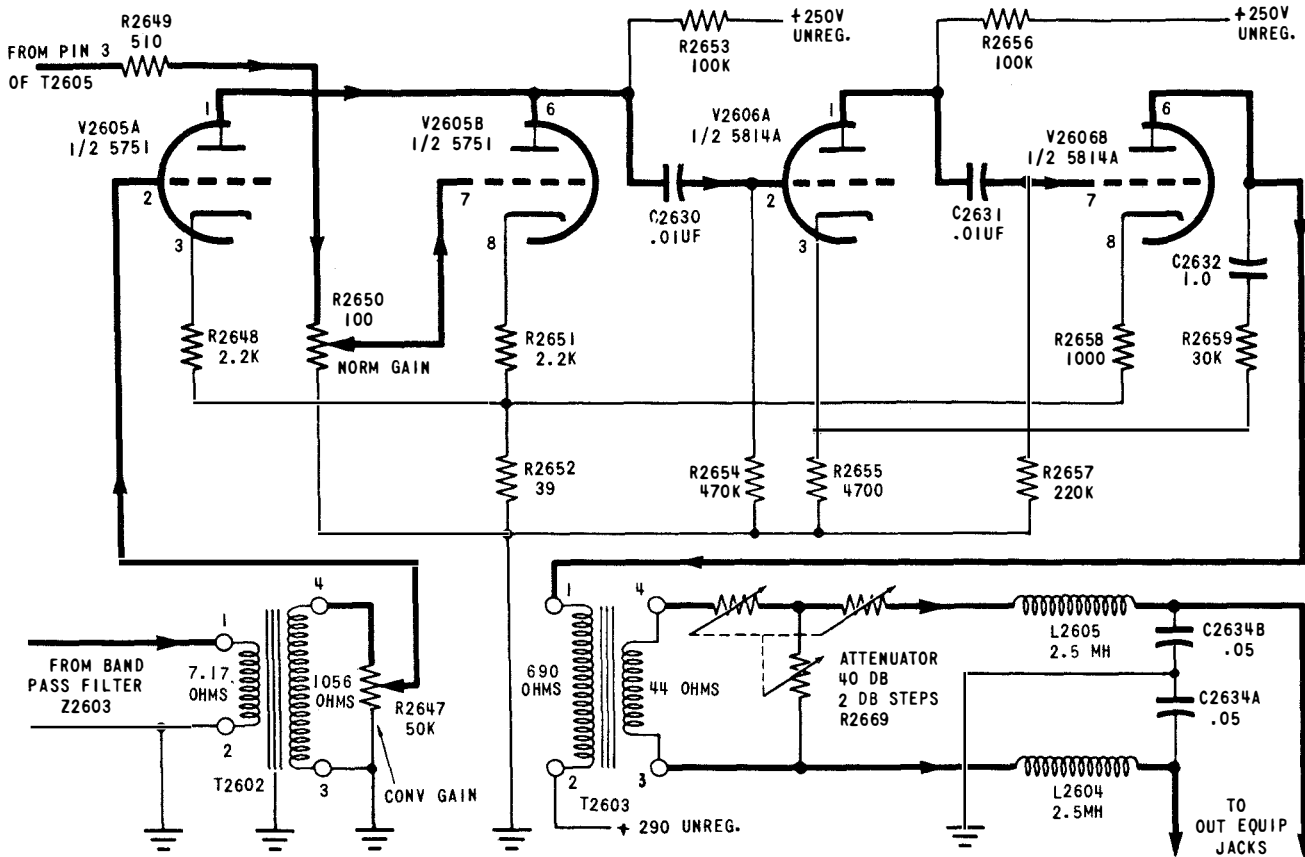 R2649
510
FROM PIN 3
OF T2605
R2653
100K
+250V
UNREG.
R2656
100K
+250V
UNREG.
1
V2605A
1/2 5751
2
3
6
V2605B
1/2 5751
7
8
C2630
.01UF
1
V2606A
1/2 5814A
2
3
C2631
.01UF
6
V2606B
1/2 5814A
7
8
C2632
1.0
R2648
2.2K
R2650
100
NORM GAIN
R2651
2.2K
R2658
1000
R2659
30K
R2652
39
R2654
470K
R2655
4700
R2657
220K
1
FROM BAND
PASS FILTER
Z2603
7.17
OHMS
2
T2602
4
1056
OHMS
3
R2647
50K
CONV GAIN
1
690
OHMS
2
T2603
+ 290 UNREG.
4
44 OHMS
3
ATTENUATOR
40 DB
2 DB STEPS
R2669
L2605
2.5 MH
C2634B
.05
C2634A
.05
L2604
2.5MH
TO
OUT EQUIP
JACKS